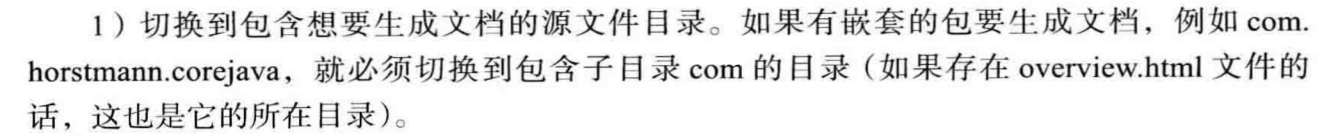 1）切换到包含想要生成文档的源文件目录。如果有嵌套的包要生成文档，例如 com.
horstmann.corejava，就必须切换到包含子目录 com 的目录（如果存在 overview.html 文件的
话，这也是它的所在目录）。